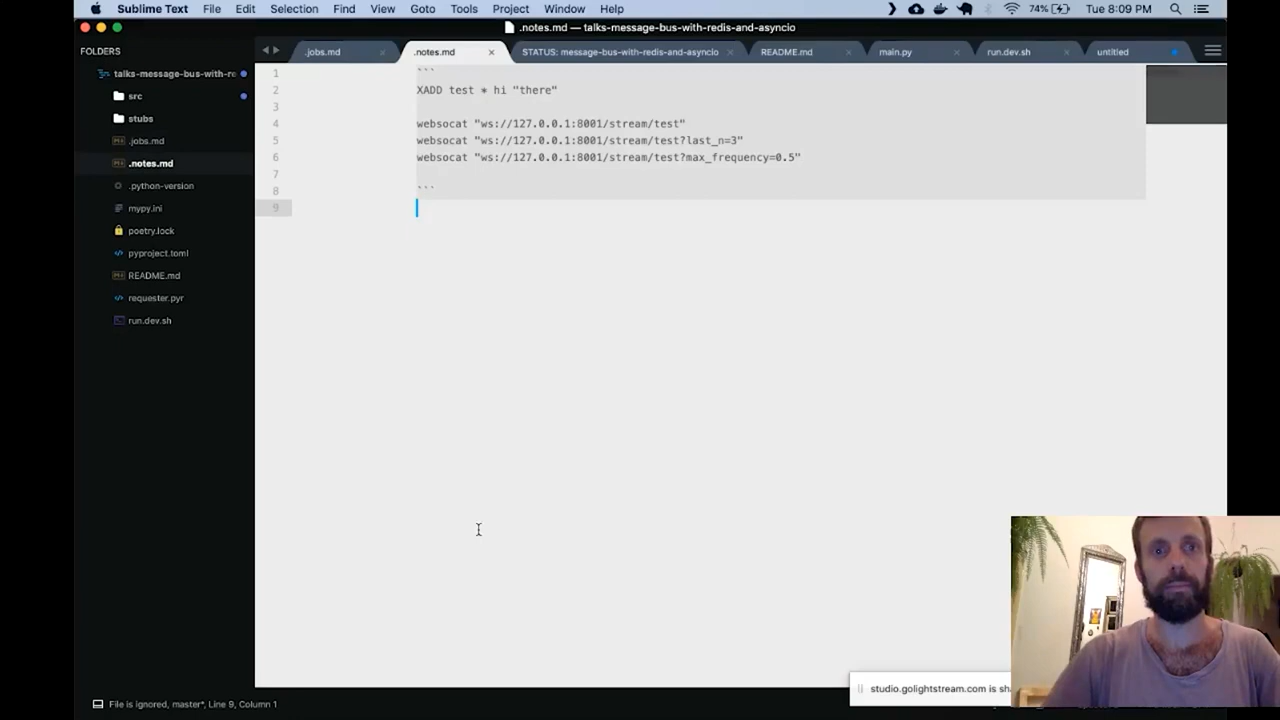 Sublime Text File Edit Selection Find View Goto Tools Project Window Help 74% Tue 8:09 PM
.notes.md — talks-message-bus-with-redis-and-asyncio
FOLDERS
talks-message-bus-with-re
src
stubs
.jobs.md
.notes.md
.python-version
mypy.ini
poetry.lock
pyproject.toml
README.md
requester.pyr
run.dev.sh
.jobs.md × .notes.md × STATUS: message-bus-with-redis-and-asyncio × README.md × main.py × run.dev.sh × untitled
1 ```
2 XADD test * hi "there"
3
4 websocat "ws://127.0.0.1:8001/stream/test"
5 websocat "ws://127.0.0.1:8001/stream/test?last_n=3"
6 websocat "ws://127.0.0.1:8001/stream/test?max_frequency=0.5"
7
8 ```
9
studio.golightstream.com is sha
File is ignored, master*, Line 9, Column 1